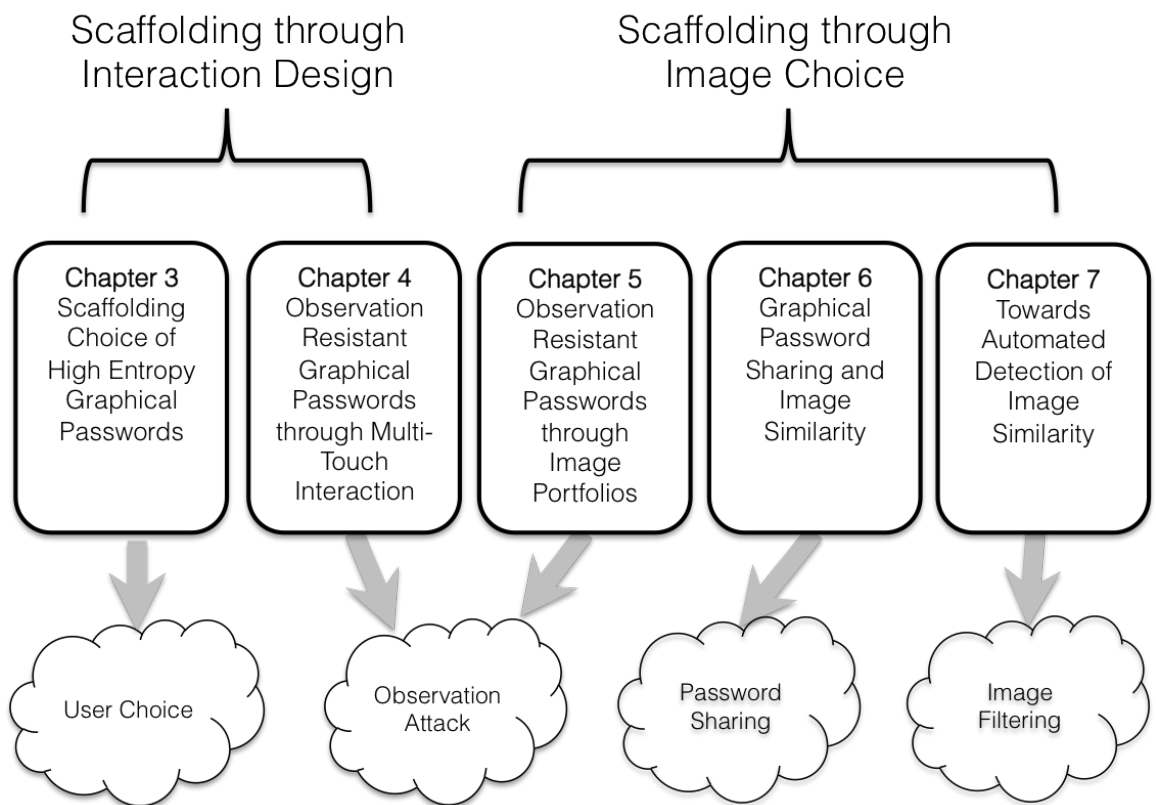 Scaffolding through
Interaction Design
Scaffolding through
Image Choice
Chapter 3
Scaffolding
Choice of
High Entropy
Graphical
Passwords
Chapter 4
Observation
Resistant
Graphical
Passwords
through Multi-
Touch
Interaction
Chapter 5
Observation
Resistant
Graphical
Passwords
through
Image
Portfolios
Chapter 6
Graphical
Password
Sharing and
Image
Similarity
Chapter 7
Towards
Automated
Detection of
Image
Similarity
User Choice
Observation
Attack
Password
Sharing
Image
Filtering